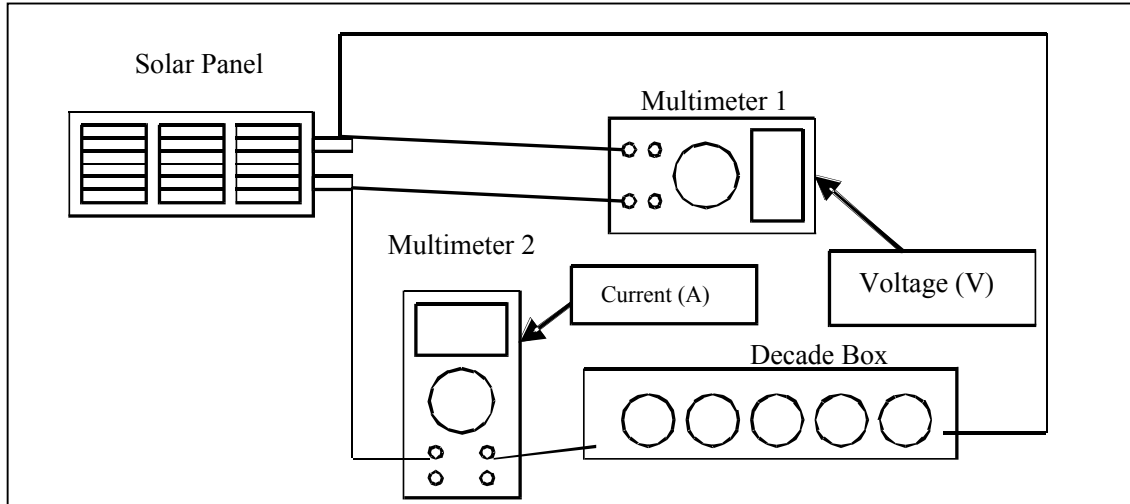 Solar Panel
Multimeter 1
Multimeter 2
Voltage (V)
Current (A)
Decade Box